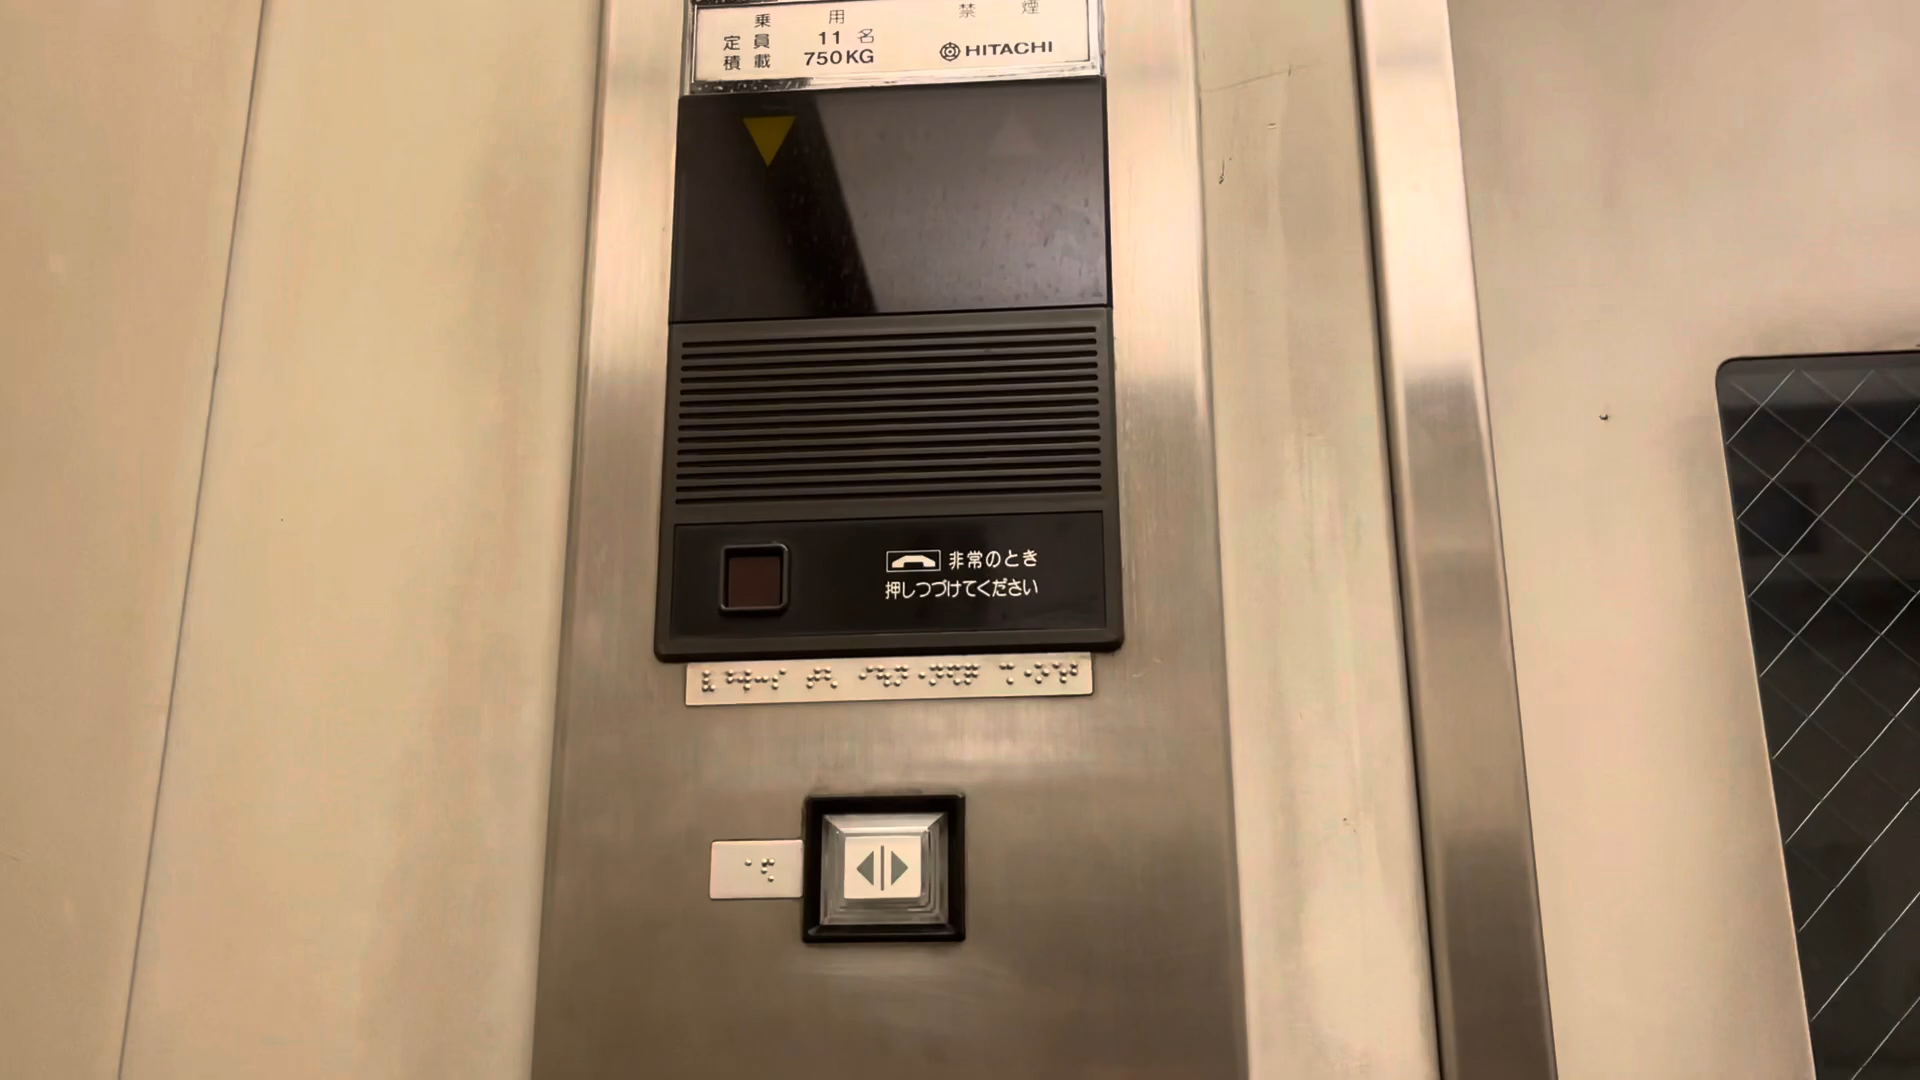 乗用 禁煙
定員 11名
積載 750KG HITACHI
非常のとき
押しつづけてください